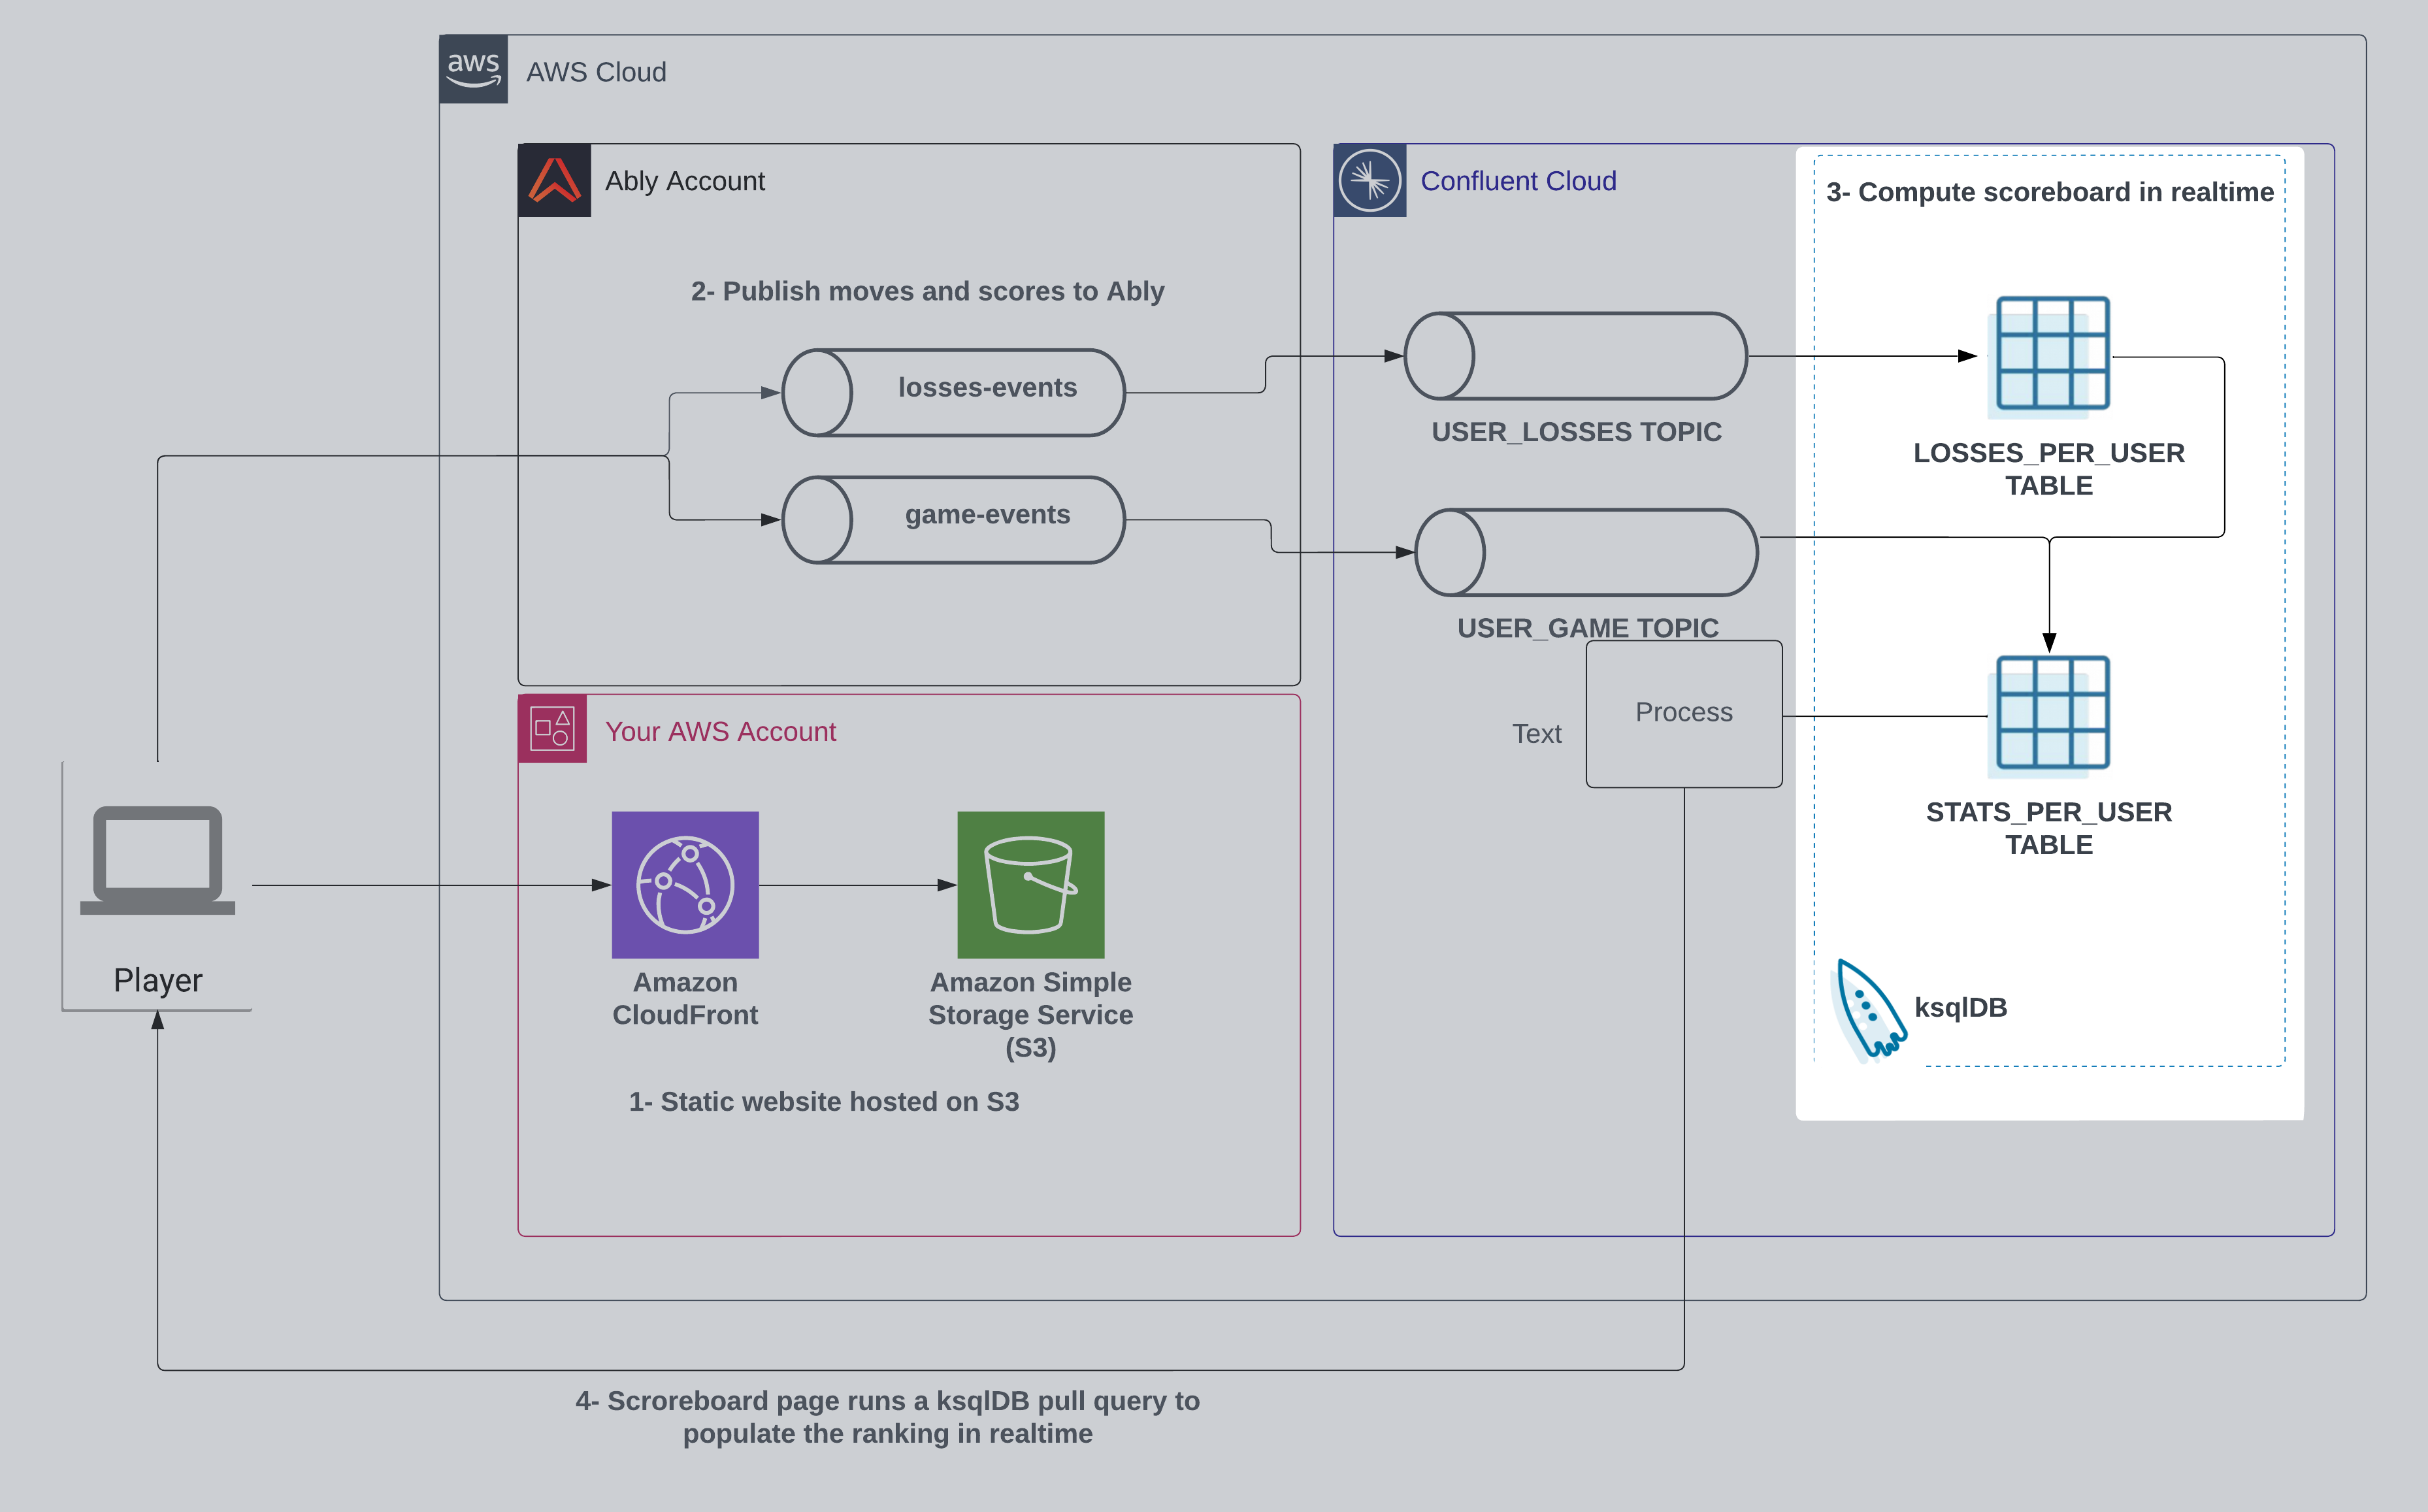 aws
AWS Cloud
Ably Account
2- Publish moves and scores to Ably
losses-events
game-events
Confluent Cloud
USER_LOSSES TOPIC
USER_GAME TOPIC
Text
Process
3- Compute scoreboard in realtime
LOSSES_PER_USER
TABLE
STATS_PER_USER
TABLE
ksqlDB
Your AWS Account
Player
Amazon
CloudFront
Amazon Simple
Storage Service
(S3)
1- Static website hosted on S3
4- Scroreboard page runs a ksqlDB pull query to
populate the ranking in realtime